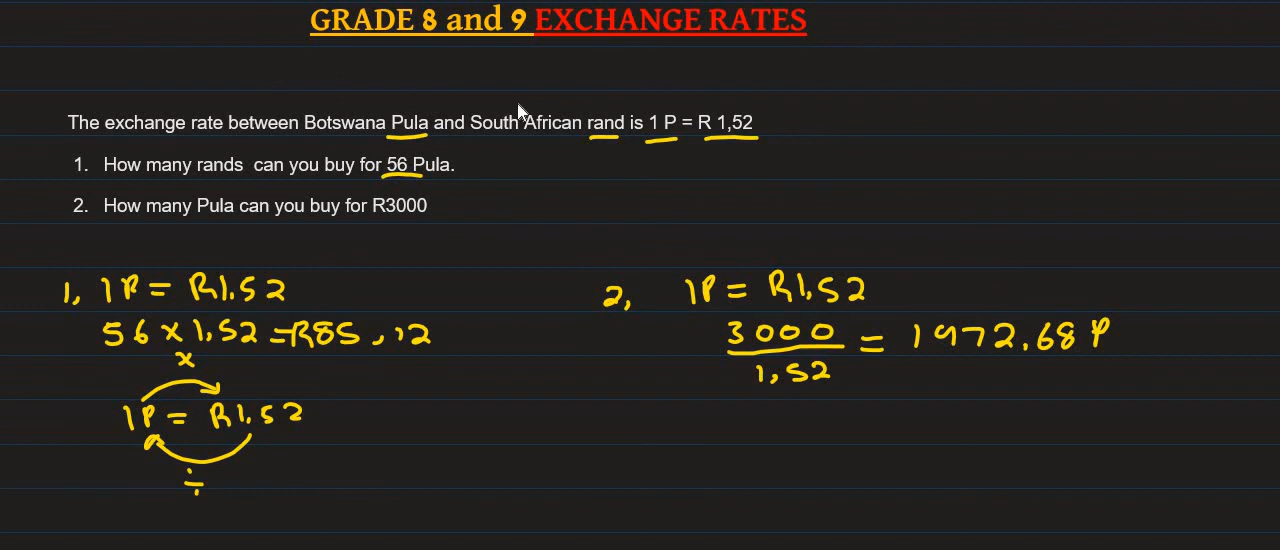 GRADE 8 and 9 EXCHANGE RATES
The exchange rate between Botswana Pula and South African rand is 1 P = R 1,52
1. How many rands can you buy for 56 Pula.
2. How many Pula can you buy for R3000
1, 1P = R1.52
56 x 1,52 = R85,12
x
1P = R1.52
÷
2, 1P = R1,52
3000 = 1972.68 P
1,52